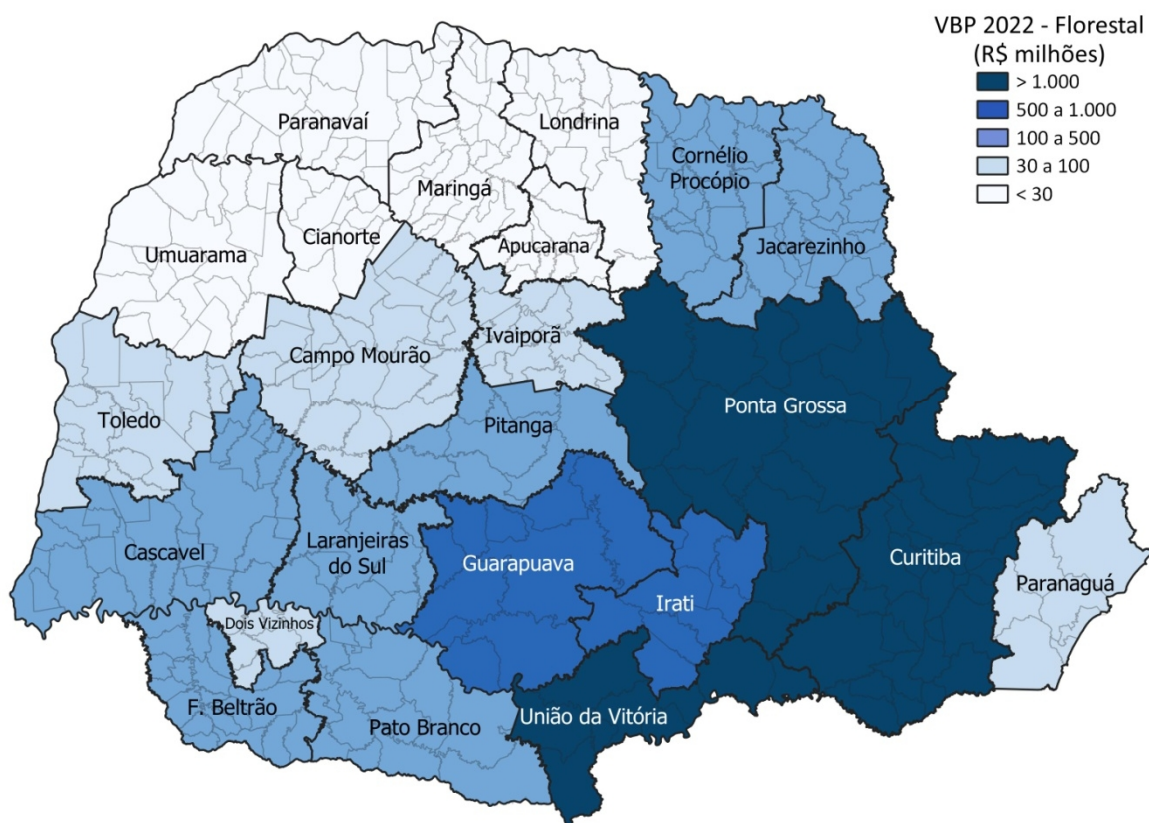 VBP 2022 - Florestal
(R$ milhões)
> 1.000
500 a 1.000
100 a 500
30 a 100
< 30
Paranavaí
Londrina
Maringá
Cornélio
Procópio
Umuarama
Cianorte
Apucarana
Jacarezinho
Ivaiporã
Campo Mourão
Toledo
Pitanga
Ponta Grossa
Cascavel
Laranjeiras
do Sul
Guarapuava
Curitiba
Irati
Paranaguá
Dois Vizinhos
F. Beltrão
Pato Branco
União da Vitória